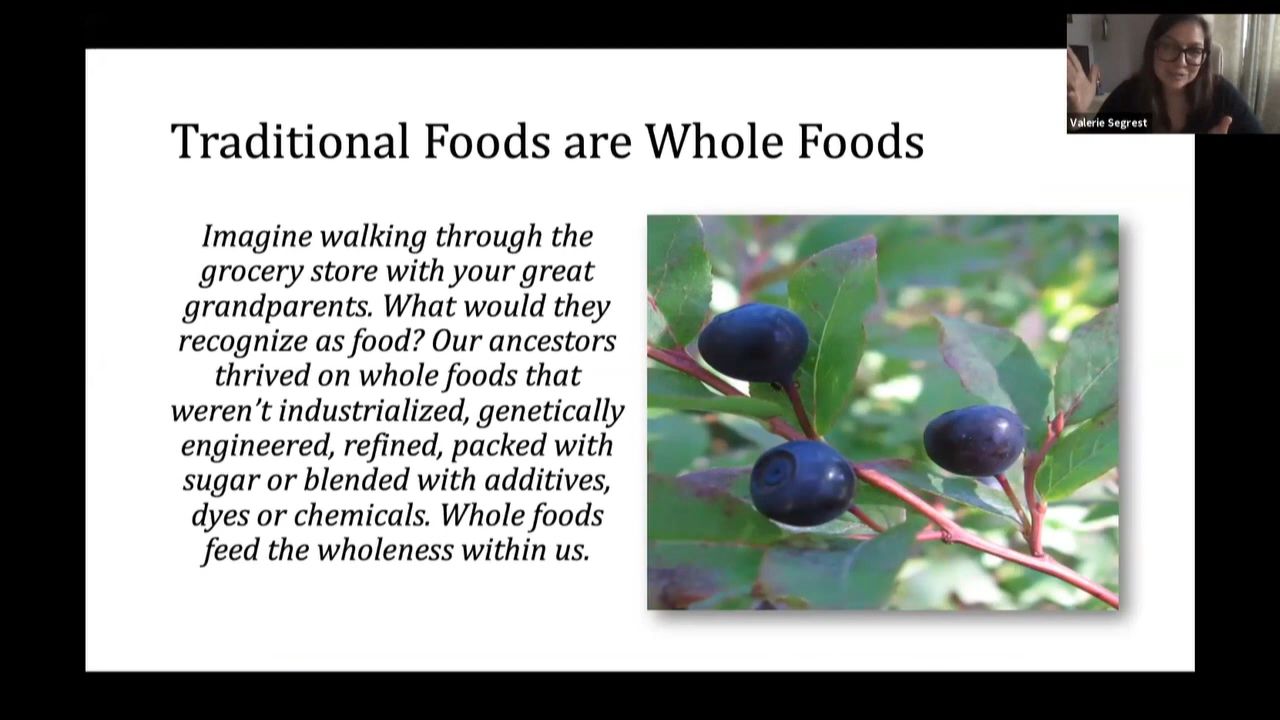 Valerie Segrest
Traditional Foods are Whole Foods
Imagine walking through the
grocery store with your great
grandparents. What would they
recognize as food? Our ancestors
thrived on whole foods that
weren’t industrialized, genetically
engineered, refined, packed with
sugar or blended with additives,
dyes or chemicals. Whole foods
feed the wholeness within us.